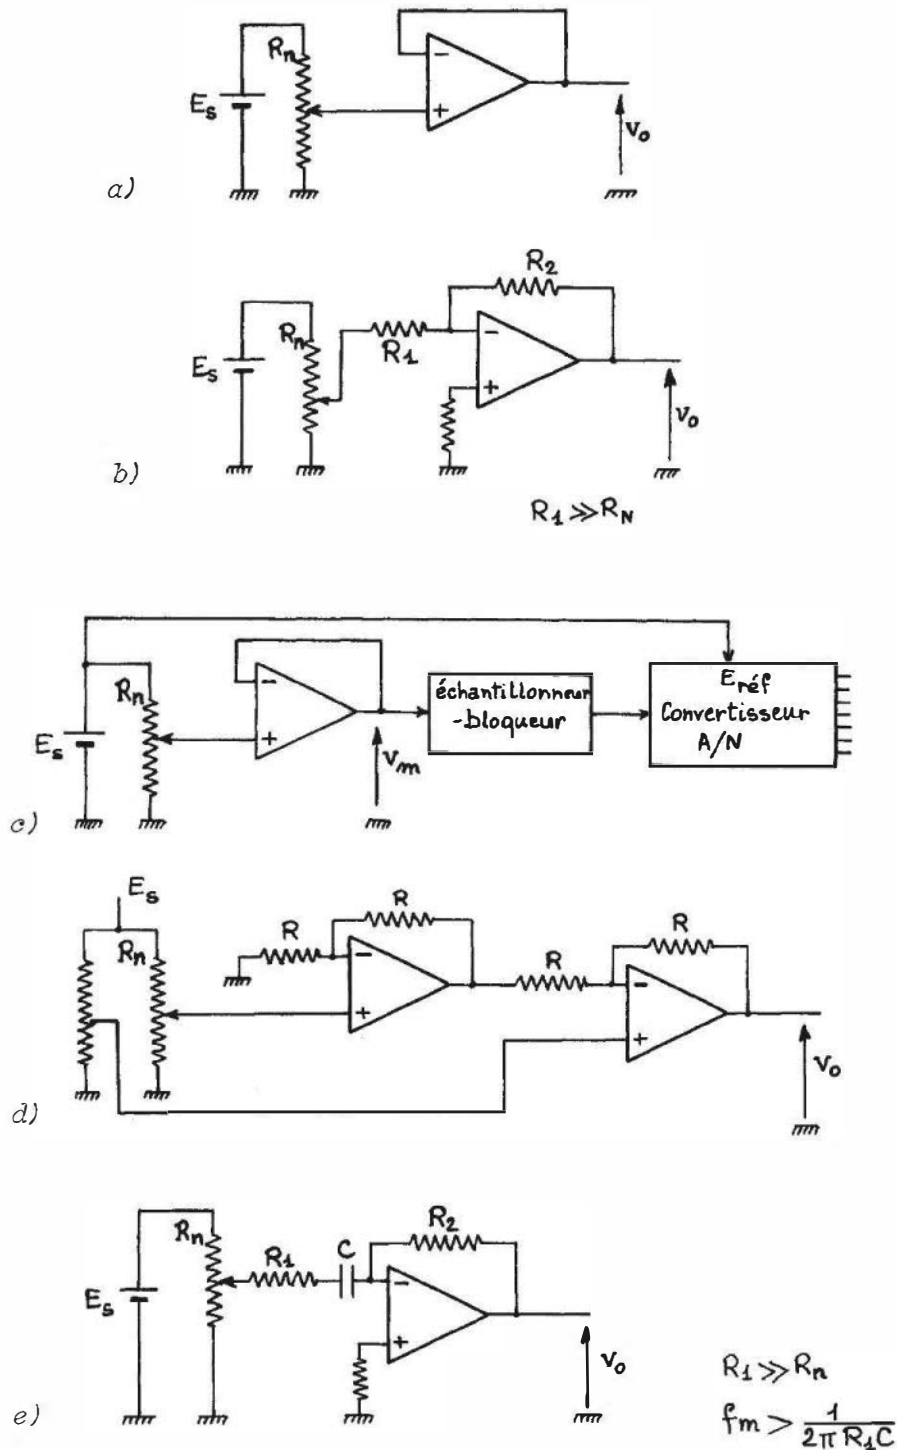 Rn
Es
−
+
vo
a)
R2
Rn
R1
−
Es
+
vo
b)
R1 ≫ RN
Rn
−
échantillonneur
-bloqueur
Eréf
Convertisseur
A/N
Es
+
vm
c)
Es
R
R
R
R
Rn
−
−
+
+
vo
d)
Rn
R1
C
R2
−
Es
+
vo
R1 ≫ Rn
e)
fm > 1 / 2π R1C